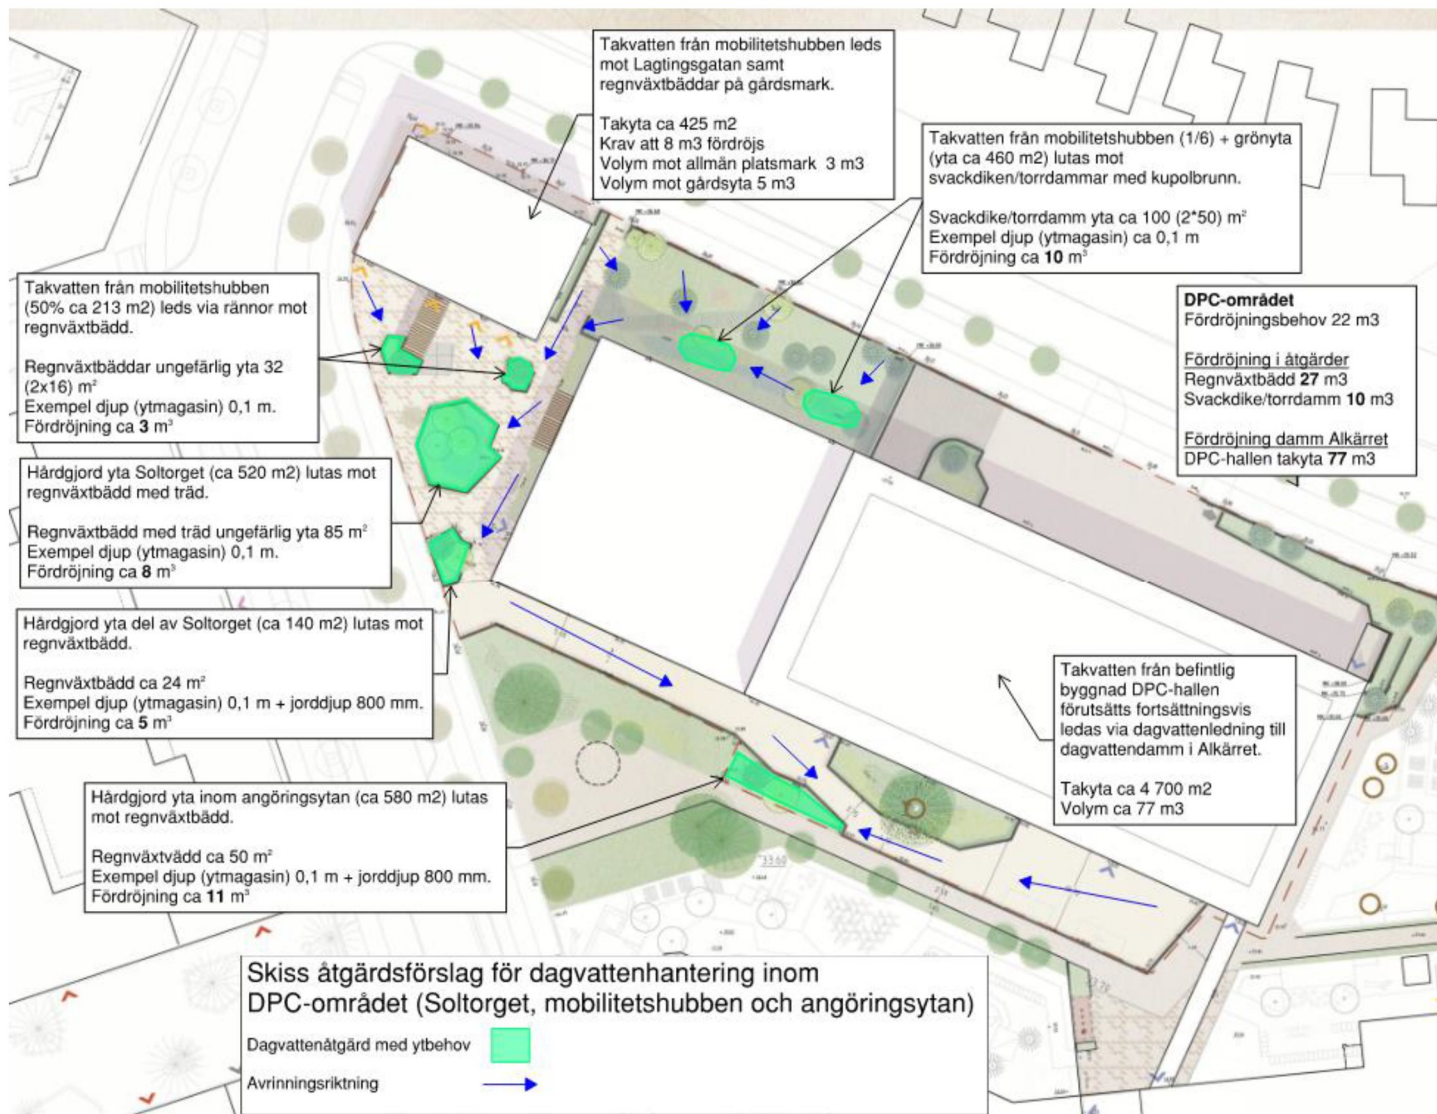 Takvatten från mobilitetshubben leds
mot Lagtingsgatan samt
regnväxtbäddar på gårdsmark.
Takyta ca 425 m2
Krav att 8 m3 fördröjs
Volym mot allmän platsmark 3 m3
Volym mot gårdsyta 5 m3
Takvatten från mobilitetshubben (1/6) + grönyta
(yta ca 460 m2) lutas mot
svackdiken/torrdammar med kupolbrunn.
Svackdike/torrdamm yta ca 100 (2*50) m²
Exempel djup (ytmagasin) ca 0,1 m
Fördröjning ca 10 m³
DPC-området
Fördröjningsbehov 22 m3
Fördröjning i åtgärder
Regnväxtbädd 27 m3
Svackdike/torrdamm 10 m3
Fördröjning damm Alkärret
DPC-hallen takyta 77 m3
Takvatten från mobilitetshubben
(50% ca 213 m2) leds via rännor mot
regnväxtbädd.
Regnväxtbäddar ungefärlig yta 32
(2x16) m²
Exempel djup (ytmagasin) 0,1 m.
Fördröjning ca 3 m³
Hårdgjord yta Soltorget (ca 520 m2) lutas mot
regnväxtbädd med träd.
Regnväxtbädd med träd ungefärlig yta 85 m²
Exempel djup (ytmagasin) 0,1 m.
Fördröjning ca 8 m³
Hårdgjord yta del av Soltorget (ca 140 m2) lutas mot
regnväxtbädd.
Regnväxtbädd ca 24 m²
Exempel djup (ytmagasin) 0,1 m + jorddjup 800 mm.
Fördröjning ca 5 m³
Takvatten från befintlig
byggnad DPC-hallen
förutsätts fortsättningsvis
ledas via dagvattenledning till
dagvattendamm i Alkärret.
Takyta ca 4 700 m2
Volym ca 77 m3
Hårdgjord yta inom angöringsytan (ca 580 m2) lutas
mot regnväxtbädd.
Regnväxtvädd ca 50 m²
Exempel djup (ytmagasin) 0,1 m + jorddjup 800 mm.
Fördröjning ca 11 m³
33.60
Skiss åtgärdsförslag för dagvattenhantering inom
DPC-området (Soltorget, mobilitetshubben och angöringsytan)
Dagvattenåtgärd med ytbehov
Avrinningsriktning